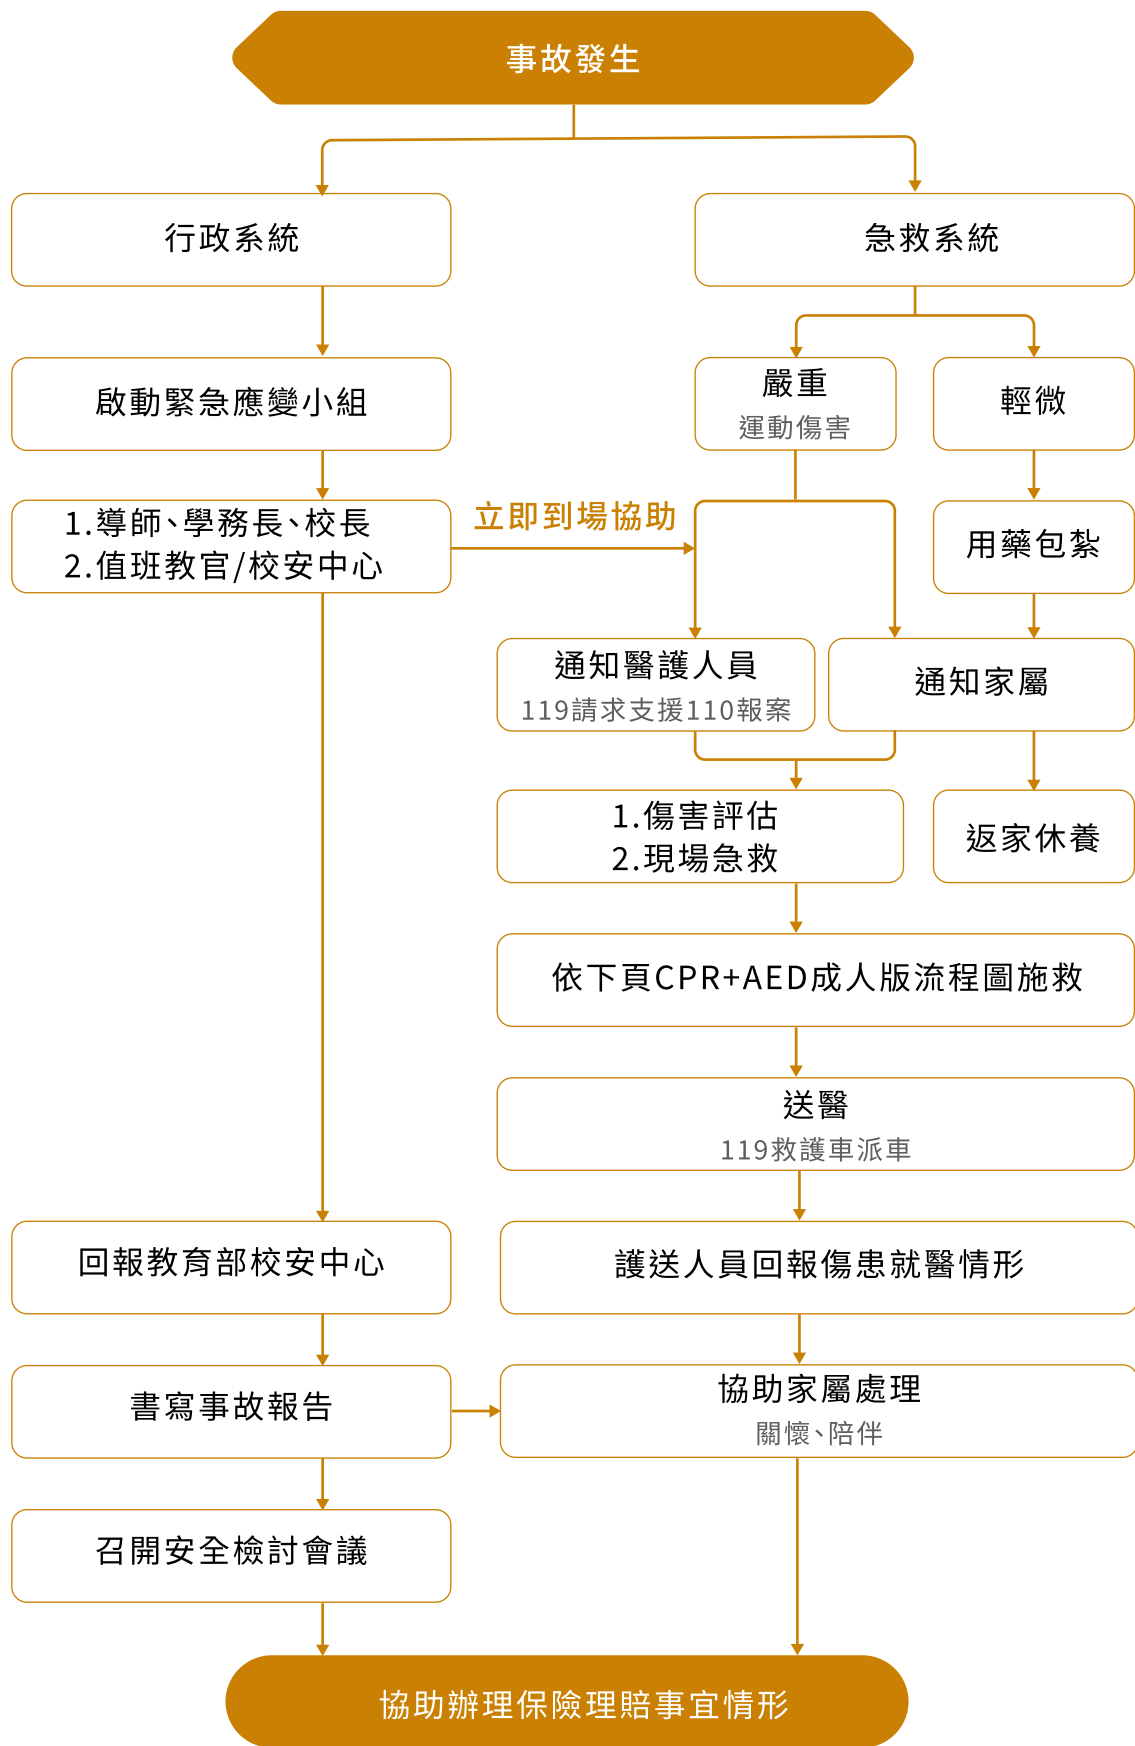 事故發生
行政系統
急救系統
啟動緊急應變小組
嚴重
運動傷害
輕微
1.導師、學務長、校長
2.值班教官/校安中心
立即到場協助
用藥包紮
通知醫護人員
119請求支援110報案
通知家屬
1.傷害評估
2.現場急救
返家休養
依下頁CPR+AED成人版流程圖施救
送醫
119救護車派車
回報教育部校安中心
護送人員回報傷患就醫情形
書寫事故報告
協助家屬處理
關懷、陪伴
召開安全檢討會議
協助辦理保險理賠事宜情形